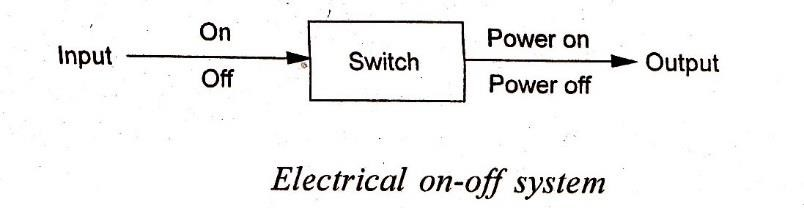 On
Power on
Input
Switch
Output
Off
Power off
Electrical on-off system